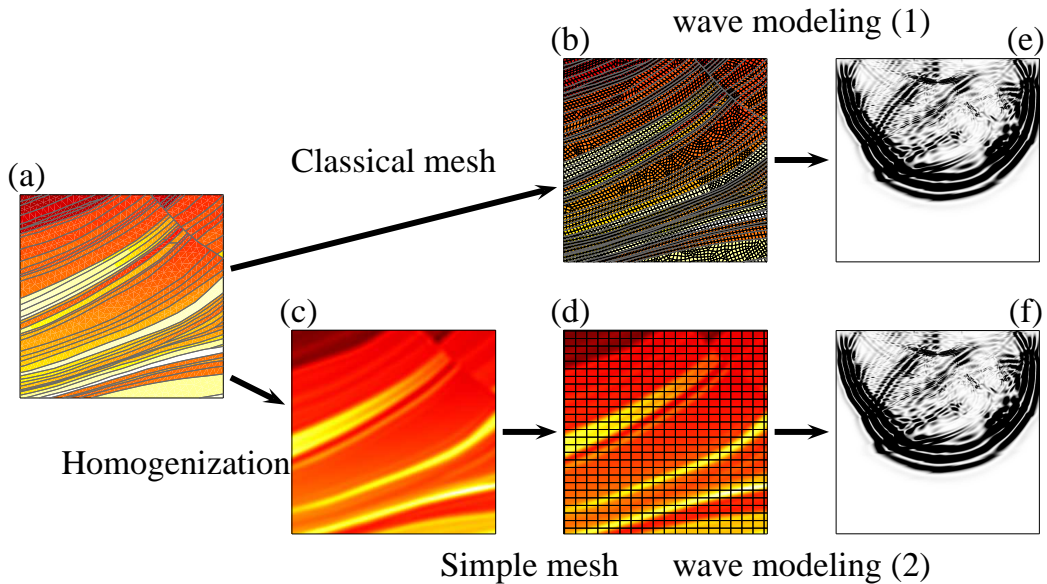 wave modeling (1)
(b)
(e)
Classical mesh
(a)
(c)
(d)
(f)
Homogenization
Simple mesh
wave modeling (2)